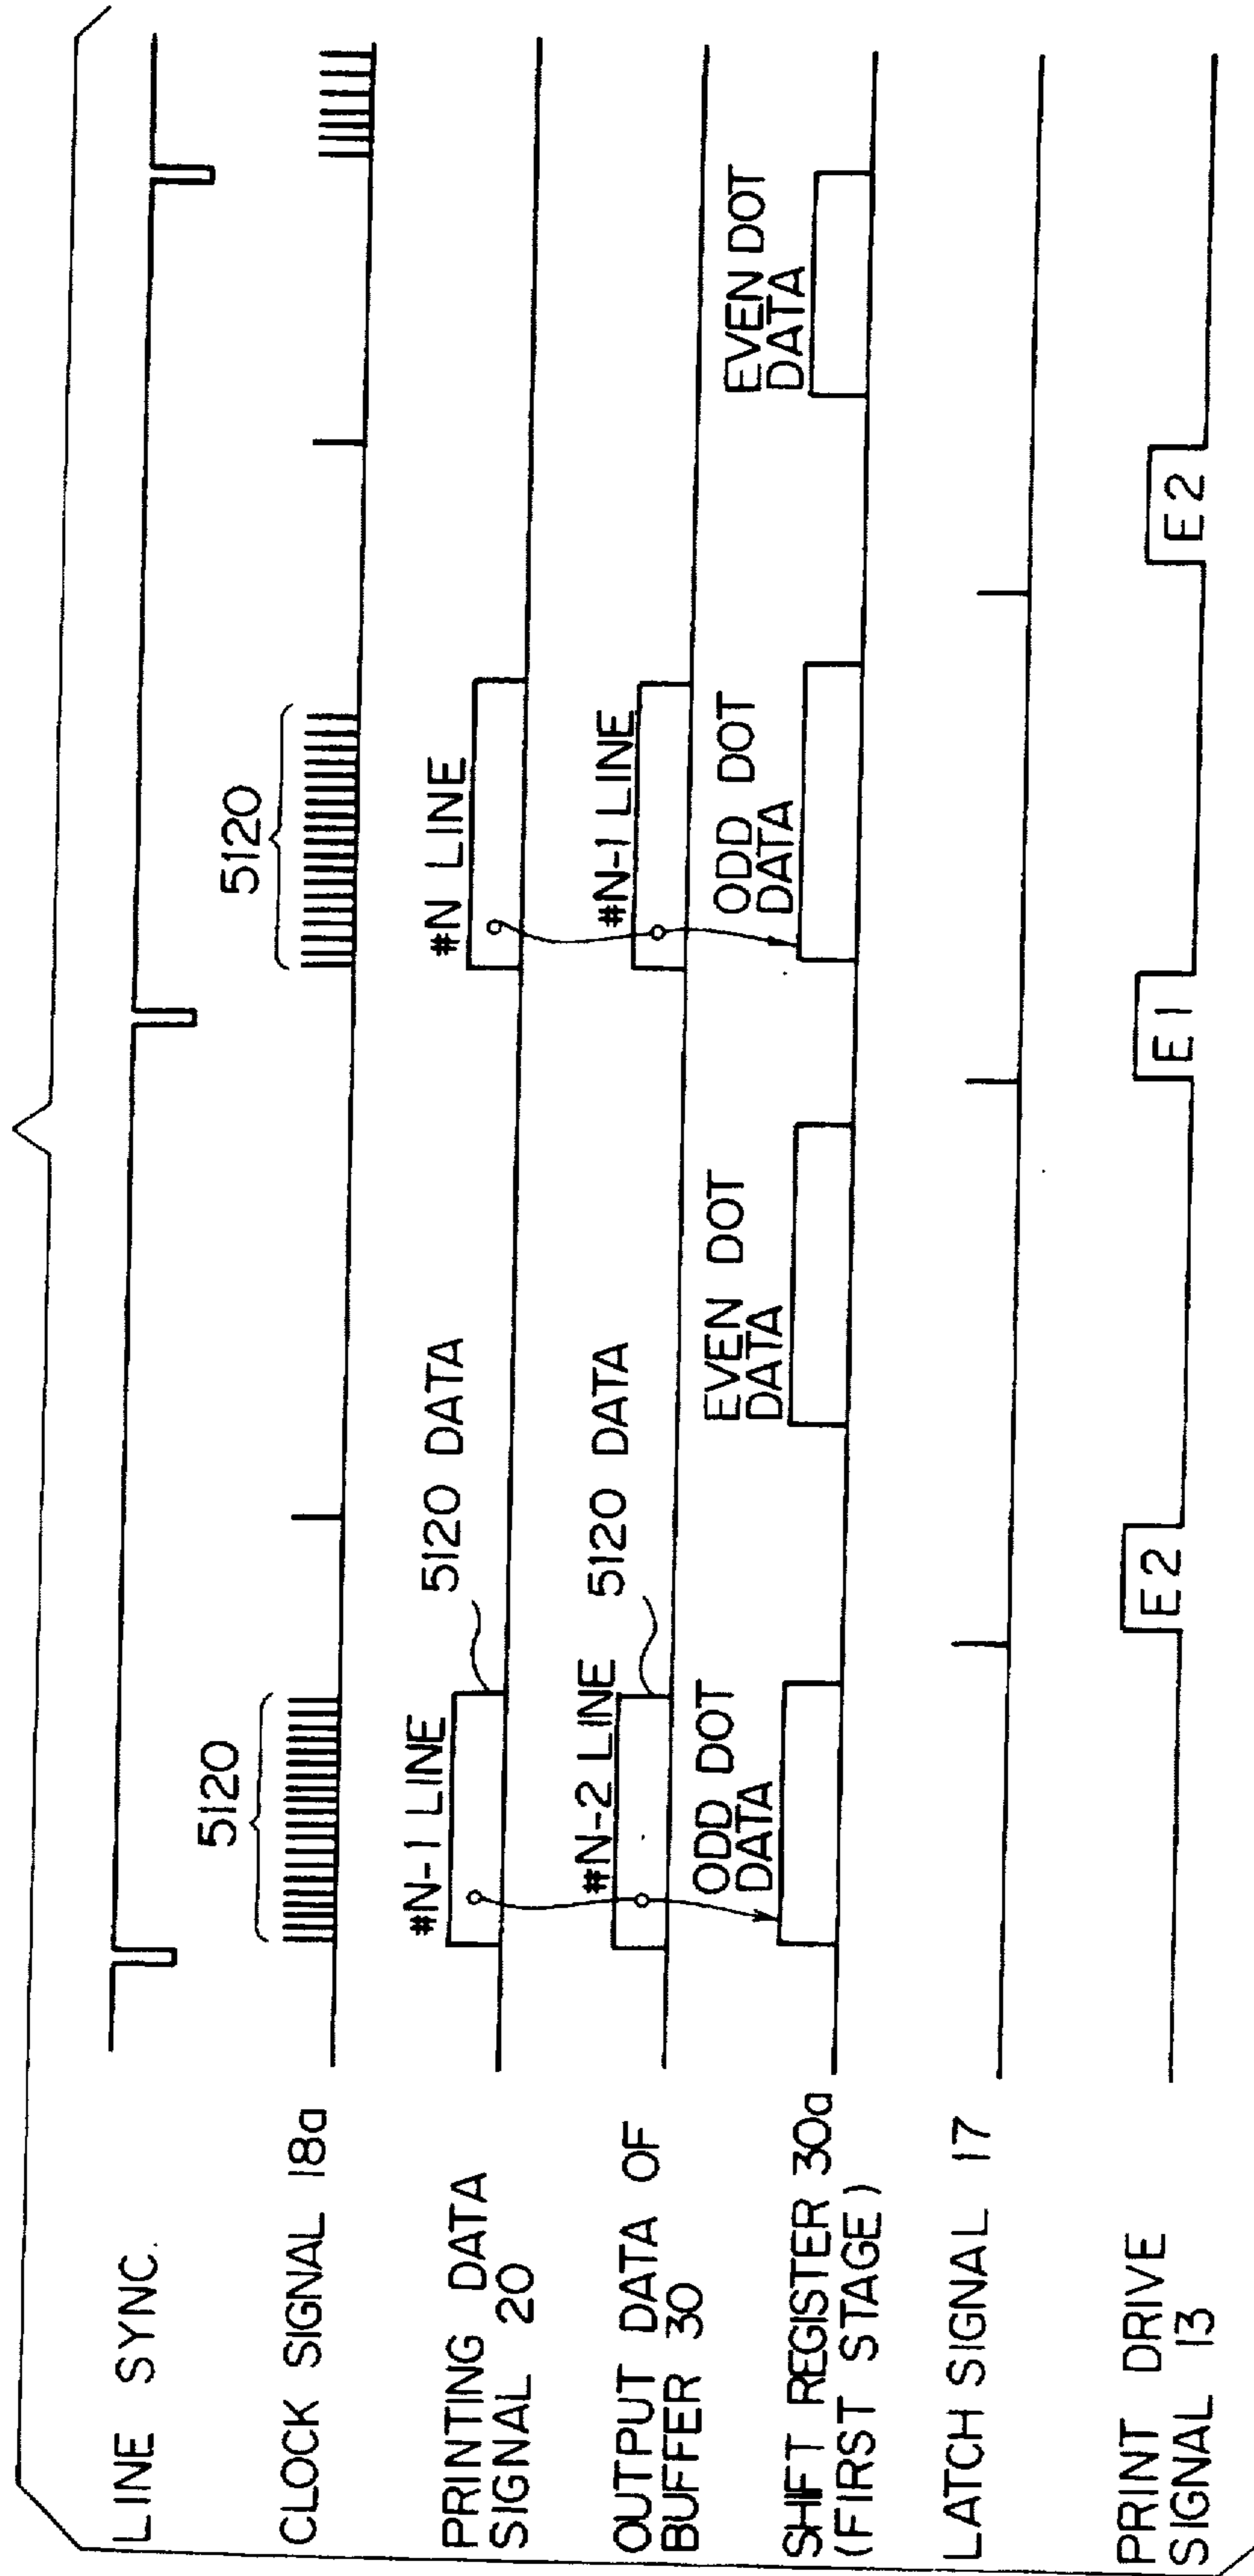 LINE SYNC.
5120
5120
CLOCK SIGNAL 18a
#N-1 LINE
5120 DATA
#N LINE
PRINTING DATA
SIGNAL 20
#N-2 LINE
5120 DATA
#N-1 LINE
OUTPUT DATA OF
BUFFER 30
ODD DOT
DATA
EVEN DOT
DATA
ODD DOT
DATA
EVEN DOT
DATA
SHIFT REGISTER 30a
(FIRST STAGE)
LATCH SIGNAL 17
E2
E1
E2
PRINT DRIVE
SIGNAL 13